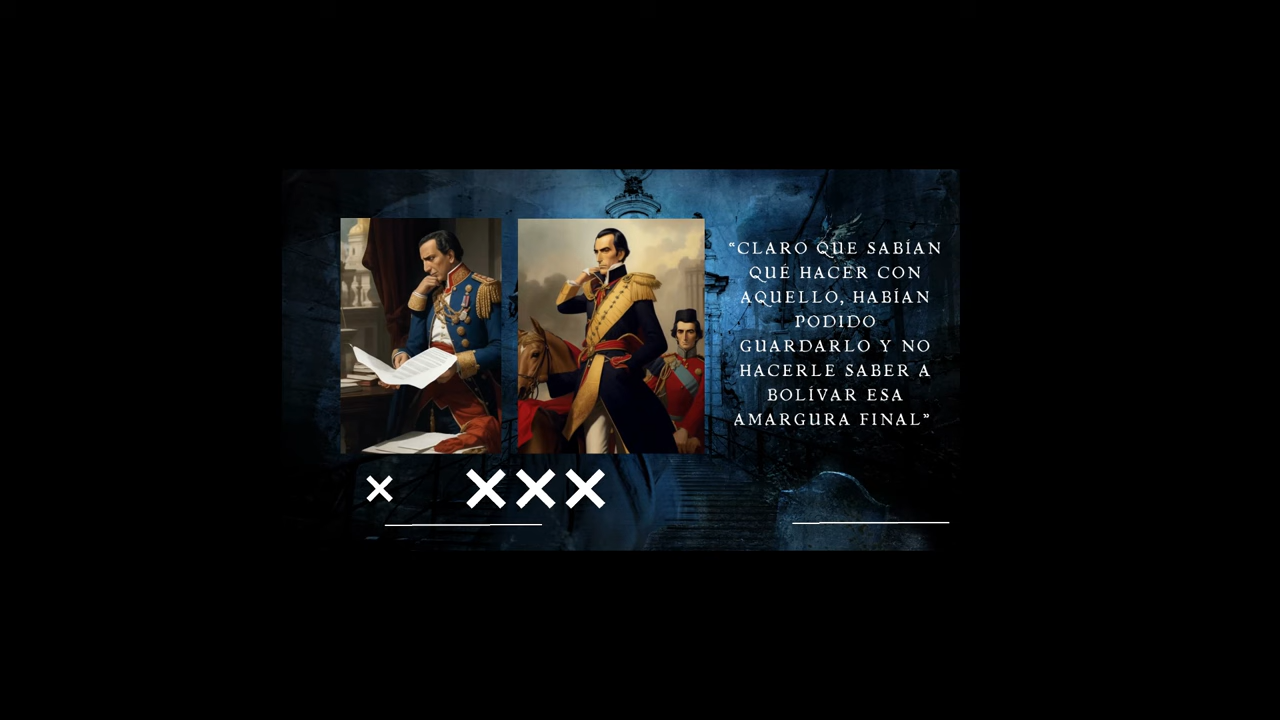 “CLARO QUE SABÍAN
QUÉ HACER CON
AQUELLO, HABÍAN
PODIDO
GUARDARLO Y NO
HACERLE SABER A
BOLÍVAR ESA
AMARGURA FINAL”